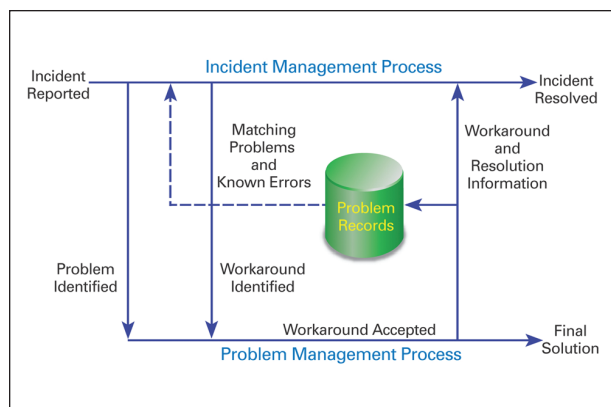 Incident Management Process
Incident
Reported
Incident
Resolved
Matching
Problems
and
Known Errors
Workaround
and
Resolution
Information
Problem
Records
Problem
Identified
Workaround
Identified
Workaround Accepted
Problem Management Process
Final
Solution